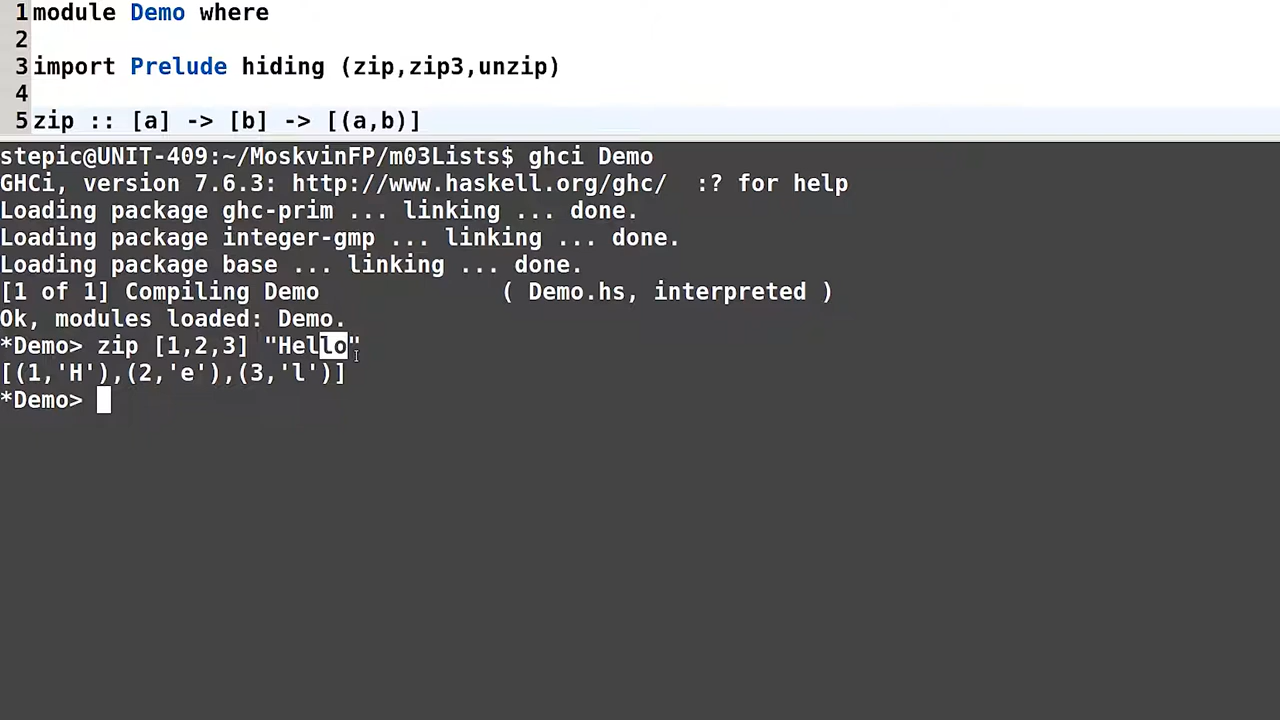 1 module Demo where
2
3 import Prelude hiding (zip,zip3,unzip)
4
5 zip :: [a] -> [b] -> [(a,b)]
stepic@UNIT-409:~/MoskvinFP/m03Lists$ ghci Demo
GHCi, version 7.6.3: http://www.haskell.org/ghc/  :? for help
Loading package ghc-prim ... linking ... done.
Loading package integer-gmp ... linking ... done.
Loading package base ... linking ... done.
[1 of 1] Compiling Demo             ( Demo.hs, interpreted )
Ok, modules loaded: Demo.
*Demo> zip [1,2,3] "Hello"
[(1,'H'),(2,'e'),(3,'l')]
*Demo>